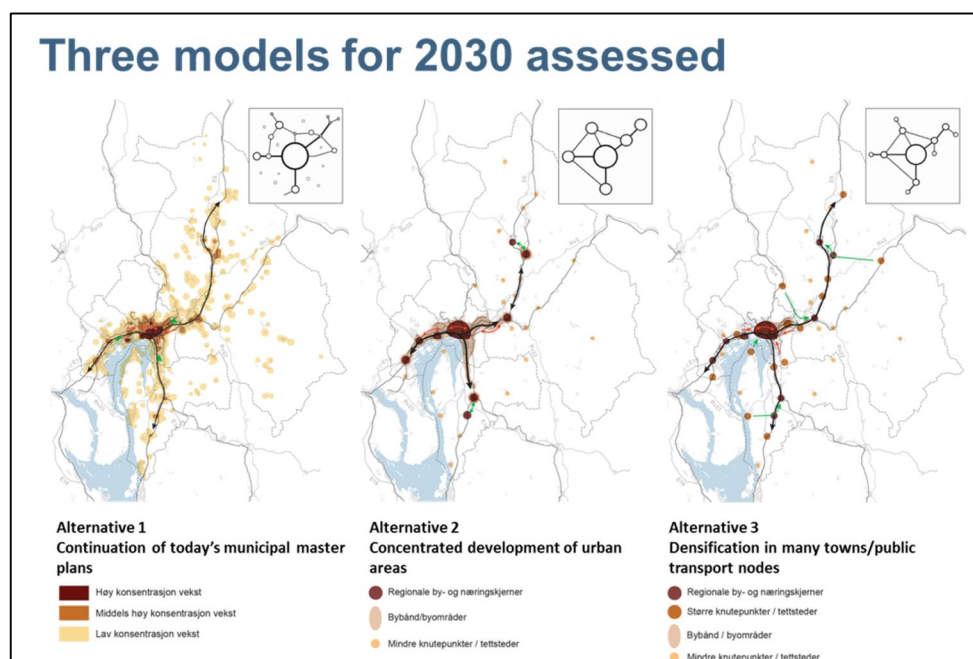 Three models for 2030 assessed
Alternative 1
Continuation of today's municipal master
plans
Høy konsentrasjon vekst
Middels høy konsentrasjon vekst
Lav konsentrasjon vekst
Alternative 2
Concentrated development of urban
areas
Regionale by- og næringskjerner
Bybånd/byområder
Mindre knutepunkter / tettsteder
Alternative 3
Densification in many towns/public
transport nodes
Regionale by- og næringskjerner
Større knutepunkter / tettsteder
Bybånd / byområder
Mindre knutepunkter / tettsteder